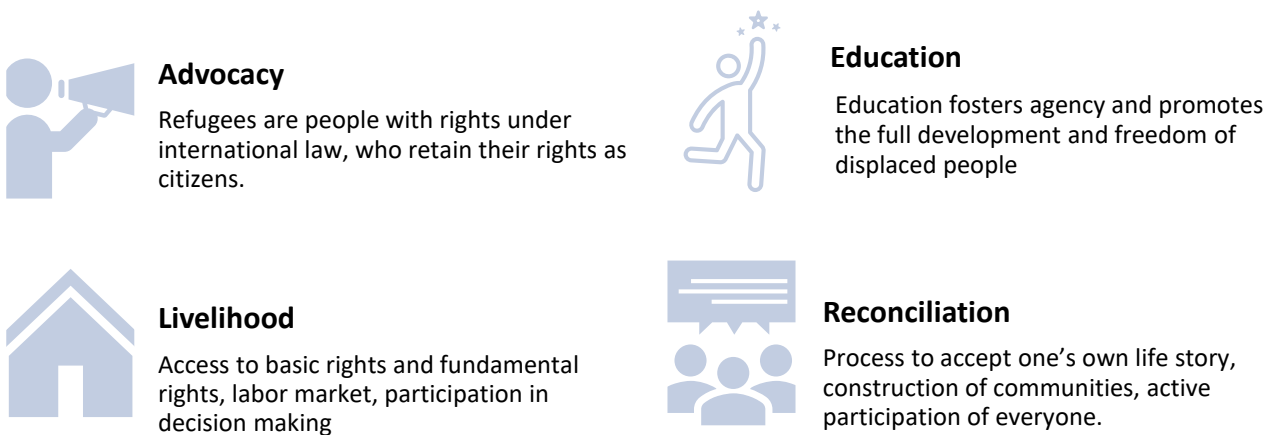 Advocacy
Refugees are people with rights under
international law, who retain their rights as
citizens.
Education
Education fosters agency and promotes
the full development and freedom of
displaced people
Livelihood
Access to basic rights and fundamental
rights, labor market, participation in
decision making
Reconciliation
Process to accept one’s own life story,
construction of communities, active
participation of everyone.